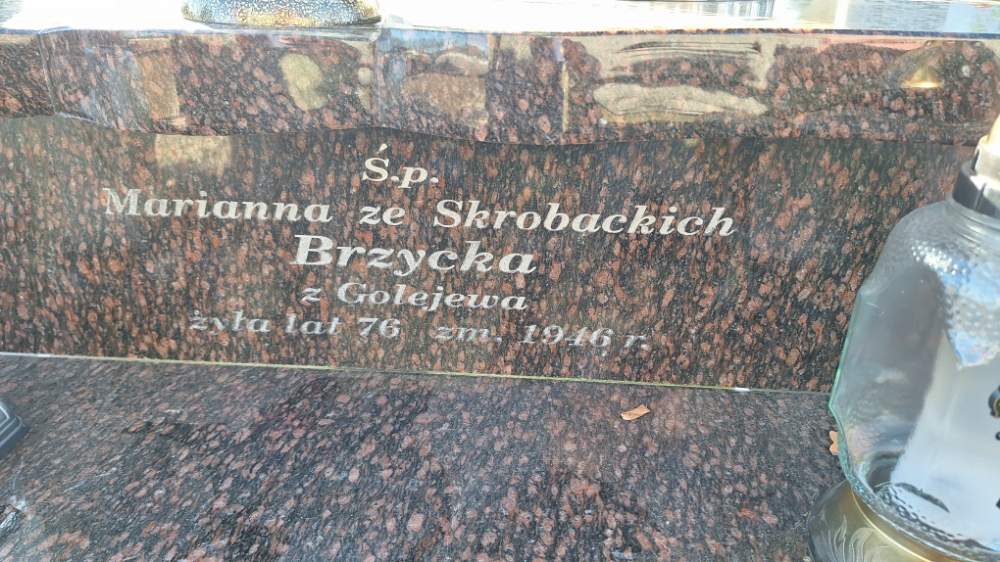 Ś.p.
Marianna ze Skrobackich
Brzycka
z Golejewa
żyła lat 76 zm. 1946 r.